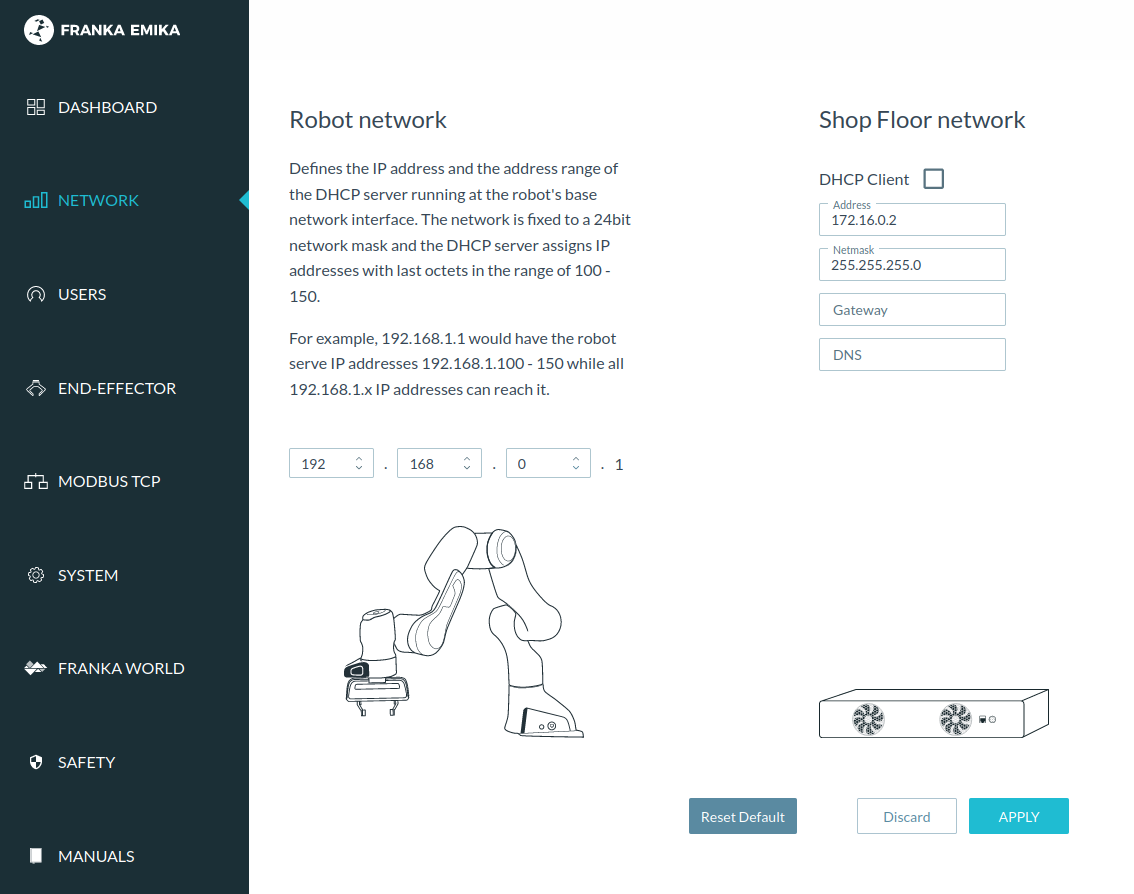 FRANKA EMIKA
DASHBOARD
NETWORK
USERS
END-EFFECTOR
MODBUS TCP
SYSTEM
FRANKA WORLD
SAFETY
MANUALS
Robot network
Defines the IP address and the address range of
the DHCP server running at the robot's base
network interface. The network is fixed to a 24bit
network mask and the DHCP server assigns IP
addresses with last octets in the range of 100 -
150.
For example, 192.168.1.1 would have the robot
serve IP addresses 192.168.1.100 - 150 while all
192.168.1.x IP addresses can reach it.
192 . 168 . 0 . 1
Shop Floor network
DHCP Client
Address
172.16.0.2
Netmask
255.255.255.0
Gateway
DNS
Reset Default
Discard
APPLY